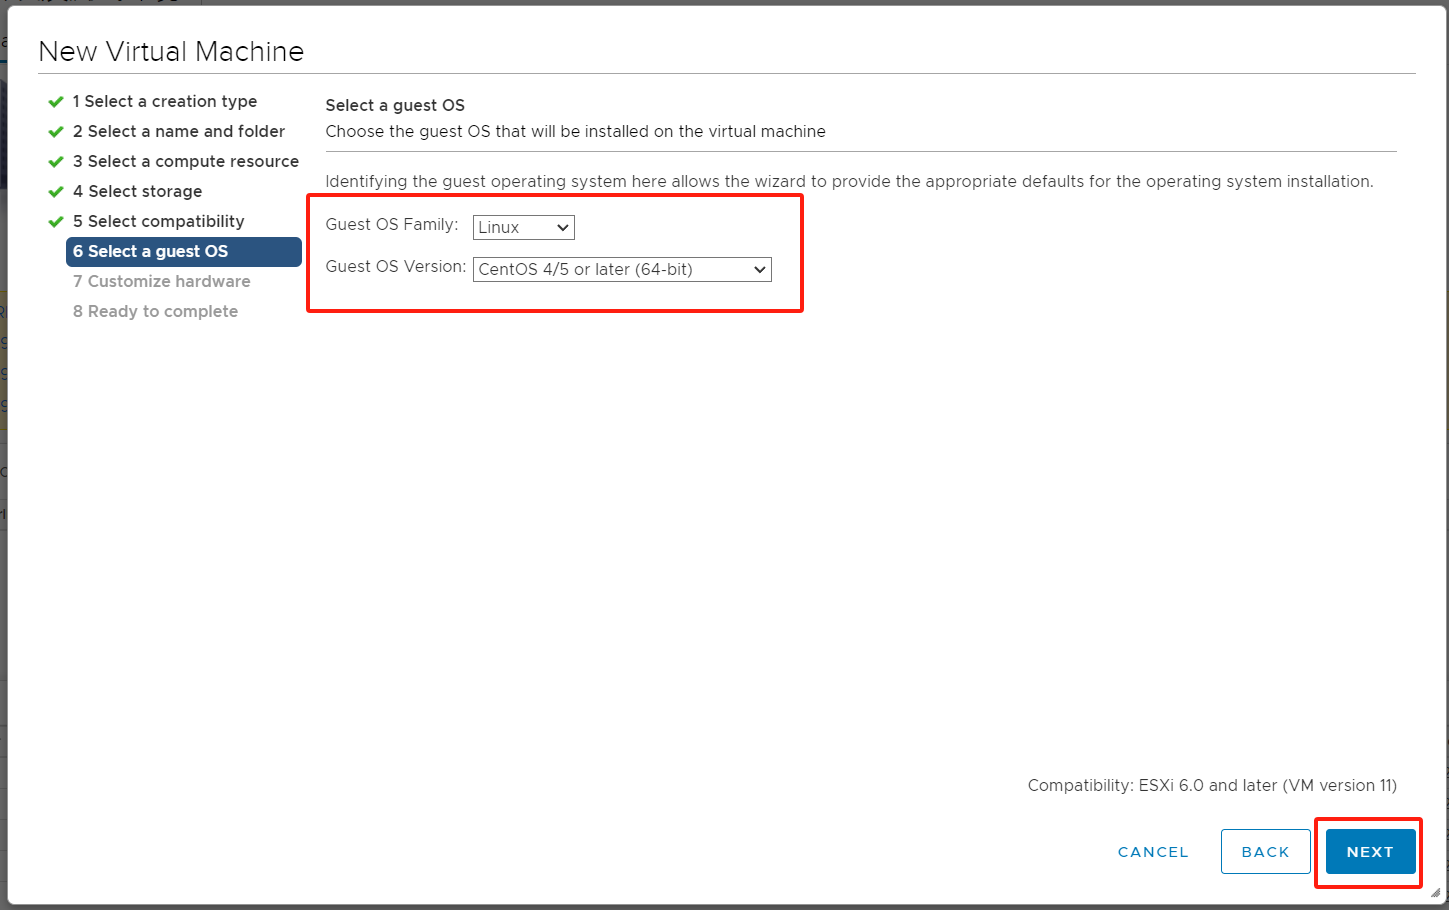 New Virtual Machine
1 Select a creation type
2 Select a name and folder
3 Select a compute resource
4 Select storage
5 Select compatibility
6 Select a guest OS
7 Customize hardware
8 Ready to complete
Select a guest OS
Choose the guest OS that will be installed on the virtual machine
Identifying the guest operating system here allows the wizard to provide the appropriate defaults for the operating system installation.
Guest OS Family: Linux
Guest OS Version: CentOS 4/5 or later (64-bit)
Compatibility: ESXi 6.0 and later (VM version 11)
CANCEL BACK NEXT